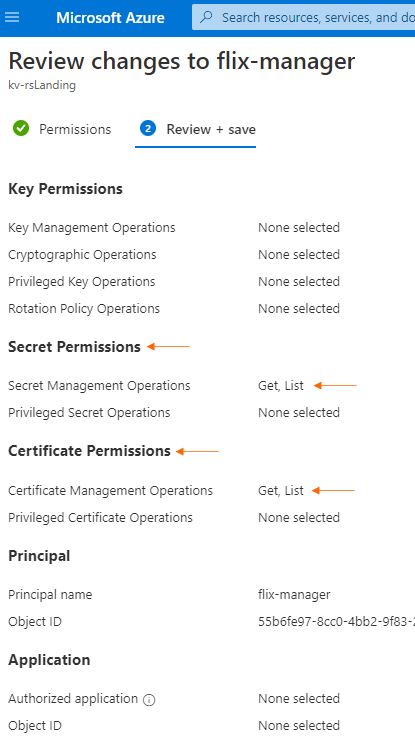 Microsoft Azure Search resources, services, and do
Review changes to flix-manager
kv-rsLanding
Permissions 2 Review + save
Key Permissions
Key Management Operations None selected
Cryptographic Operations None selected
Privileged Key Operations None selected
Rotation Policy Operations None selected
Secret Permissions
Secret Management Operations Get, List
Privileged Secret Operations None selected
Certificate Permissions
Certificate Management Operations Get, List
Privileged Certificate Operations None selected
Principal
Principal name flix-manager
Object ID 55b6fe97-8cc0-4bb2-9f83-
Application
Authorized application None selected
Object ID None selected